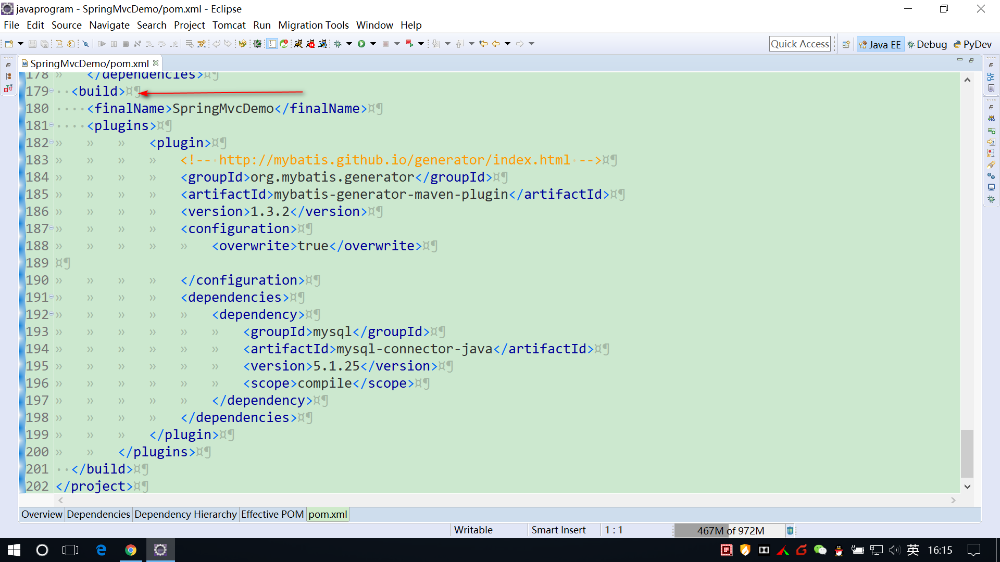 javaprogram - SpringMvcDemo/pom.xml - Eclipse
File Edit Source Navigate Search Project Tomcat Run Migration Tools Window Help
Quick Access Java EE Debug PyDev
SpringMvcDemo/pom.xml
178 </dependencies>
179 <build>
180 <finalName>SpringMvcDemo</finalName>
181 <plugins>
182 <plugin>
183 <!-- http://mybatis.github.io/generator/index.html -->
184 <groupId>org.mybatis.generator</groupId>
185 <artifactId>mybatis-generator-maven-plugin</artifactId>
186 <version>1.3.2</version>
187 <configuration>
188 <overwrite>true</overwrite>
189
190 </configuration>
191 <dependencies>
192 <dependency>
193 <groupId>mysql</groupId>
194 <artifactId>mysql-connector-java</artifactId>
195 <version>5.1.25</version>
196 <scope>compile</scope>
197 </dependency>
198 </dependencies>
199 </plugin>
200 </plugins>
201 </build>
202 </project>
Overview Dependencies Dependency Hierarchy Effective POM pom.xml
Writable Smart Insert 1 : 1 467M of 972M
英 16:15